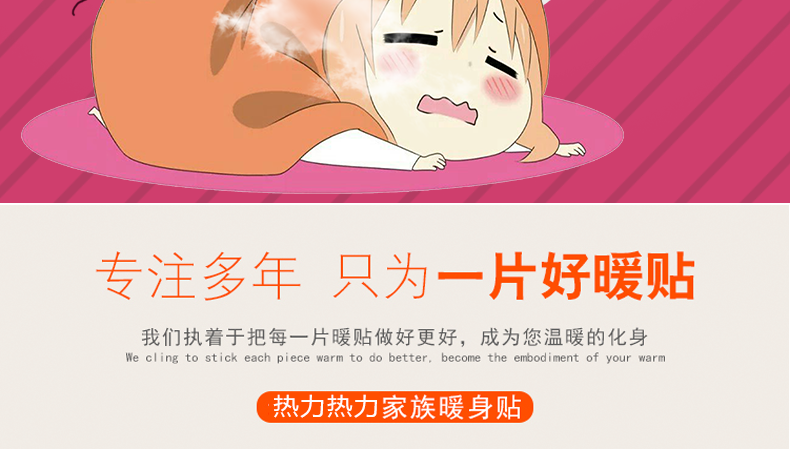 专注多年 只为一片好暖贴
我们执着于把每一片暖贴做好更好，成为您温暖的化身
We cling to stick each piece warm to do better, become the embodiment of your warm
热力热力家族暖身贴